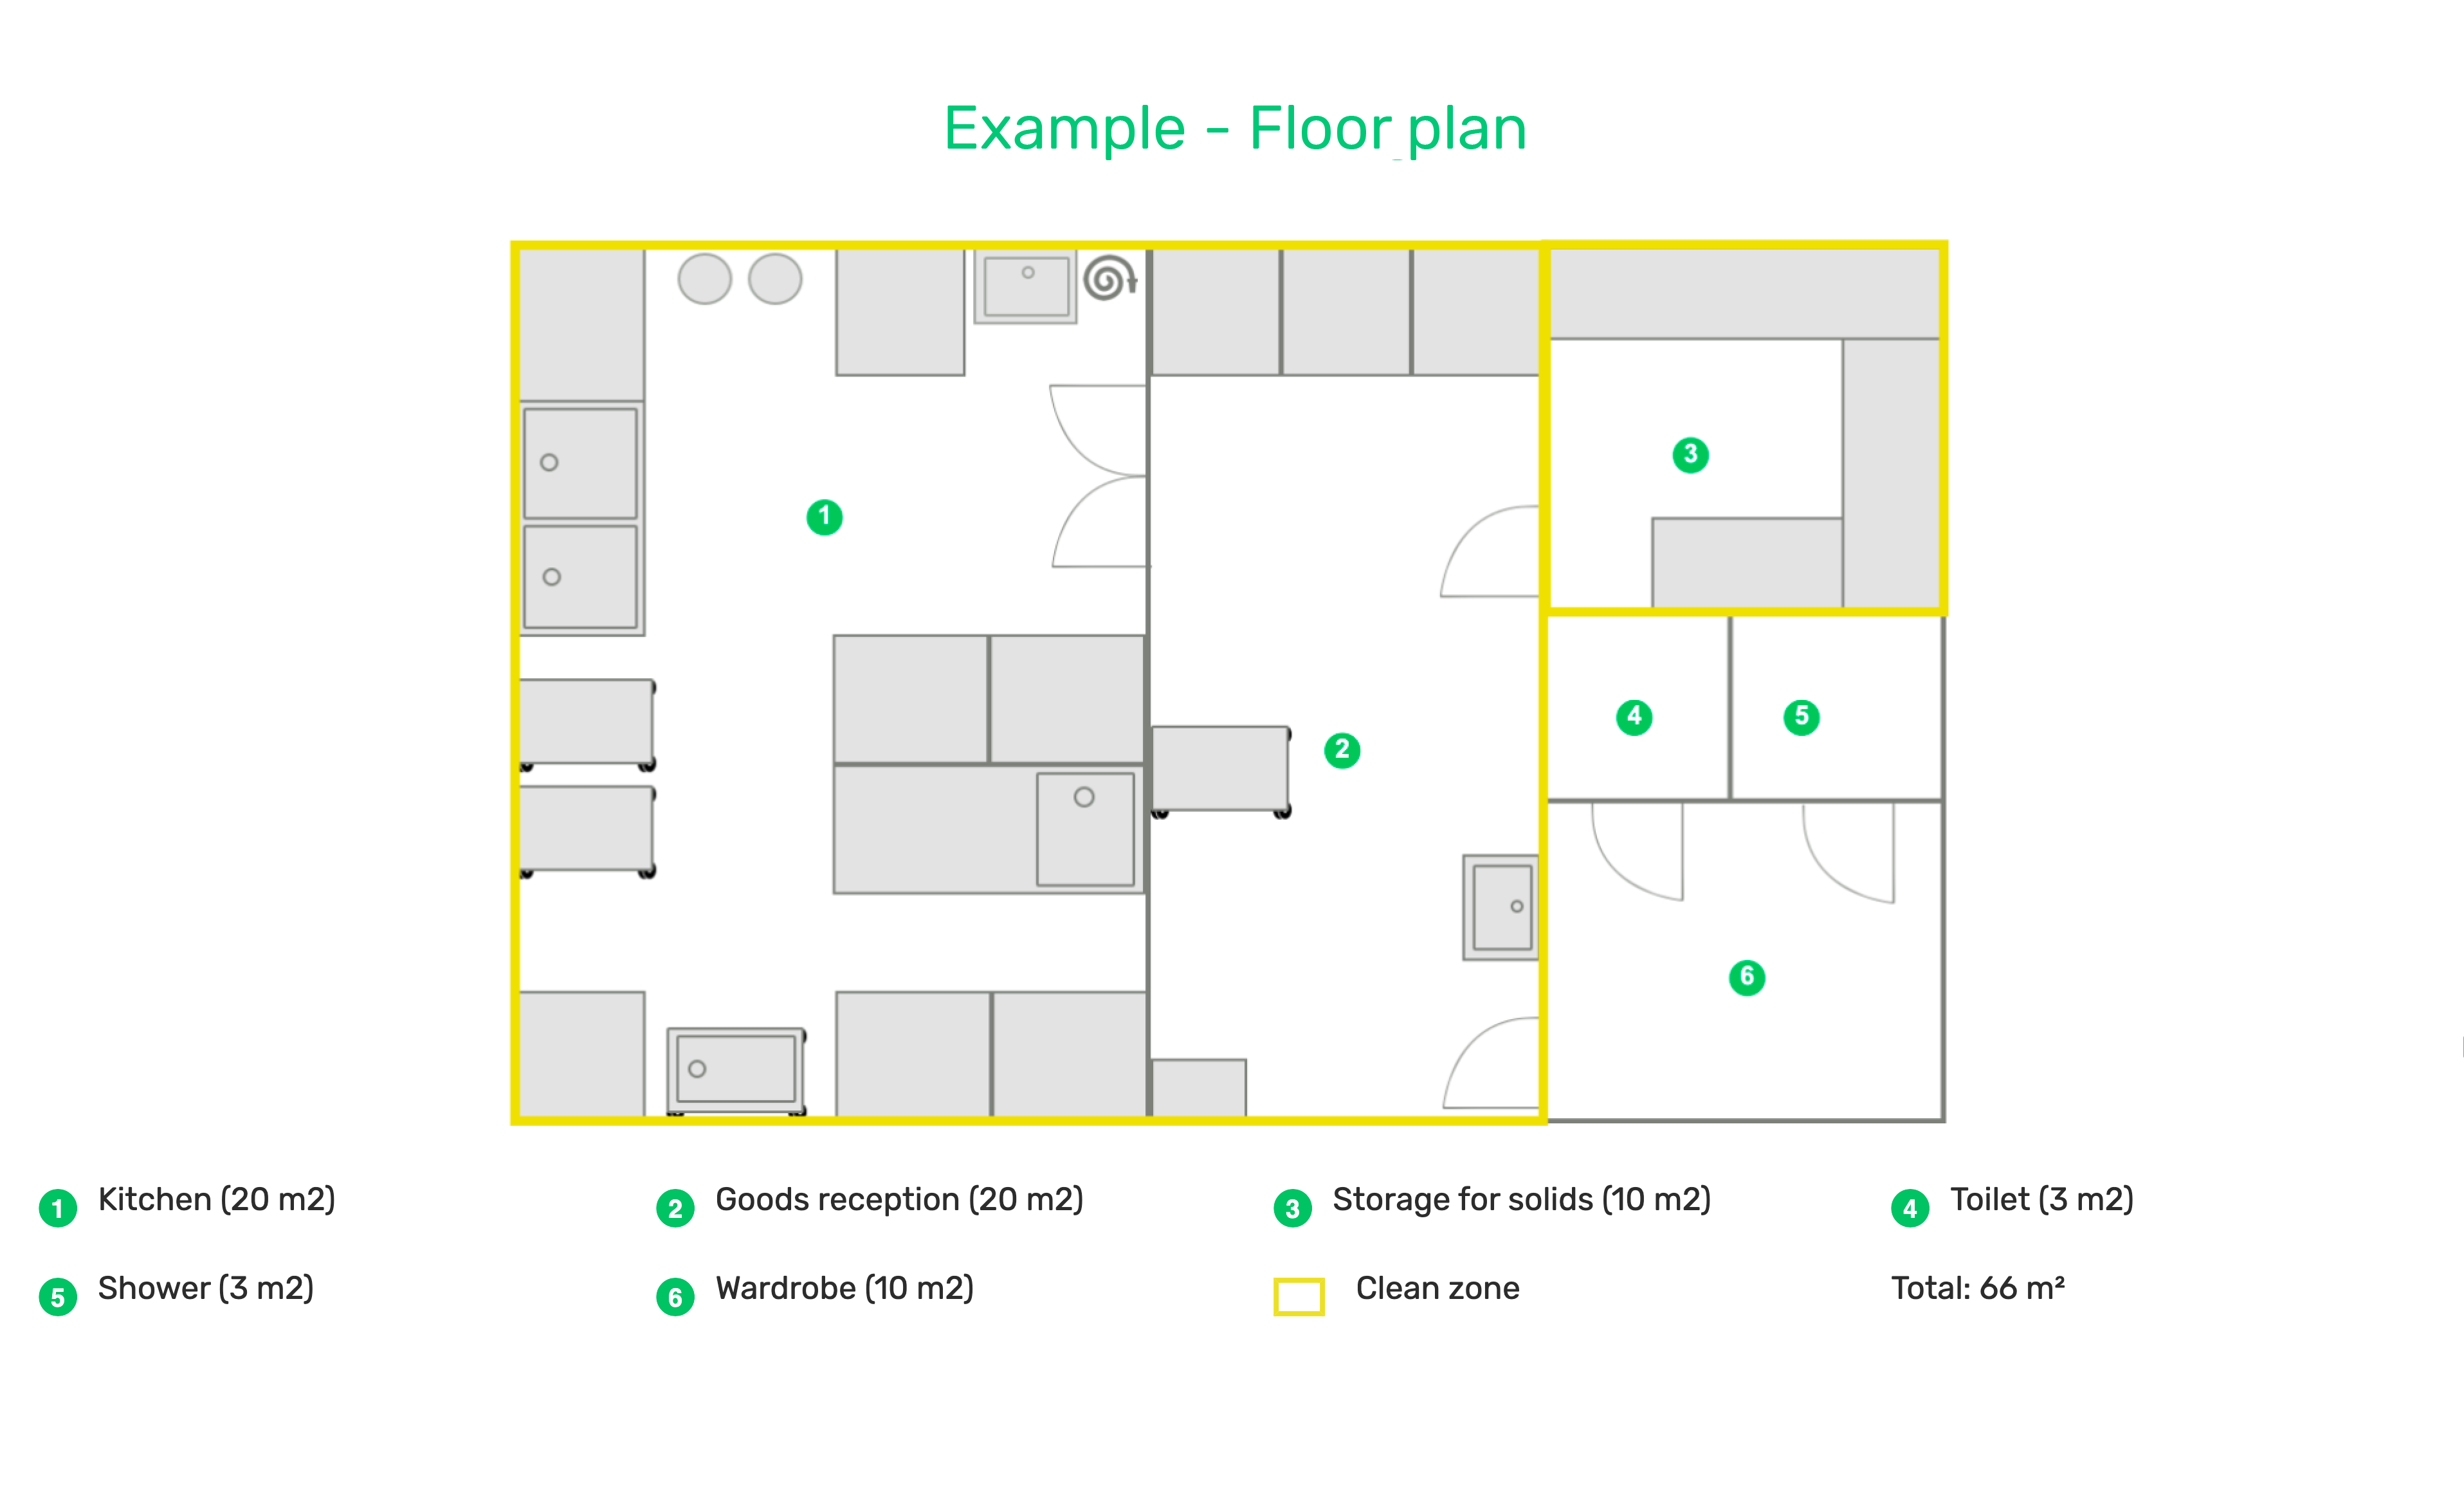 Example - Floor plan
1
2
3
4
5
6
1 Kitchen (20 m2)
2 Goods reception (20 m2)
3 Storage for solids (10 m2)
4 Toilet (3 m2)
5 Shower (3 m2)
6 Wardrobe (10 m2)
Clean zone
Total: 66 m²